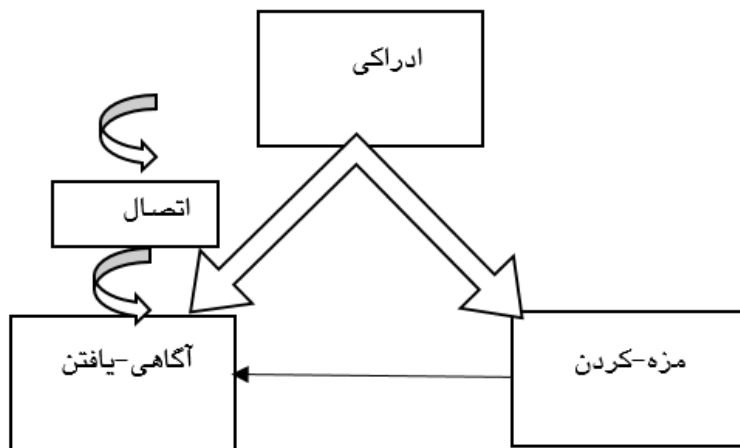 ادراکی
اتصال
آگاهی-یافتن
مزه-کردن